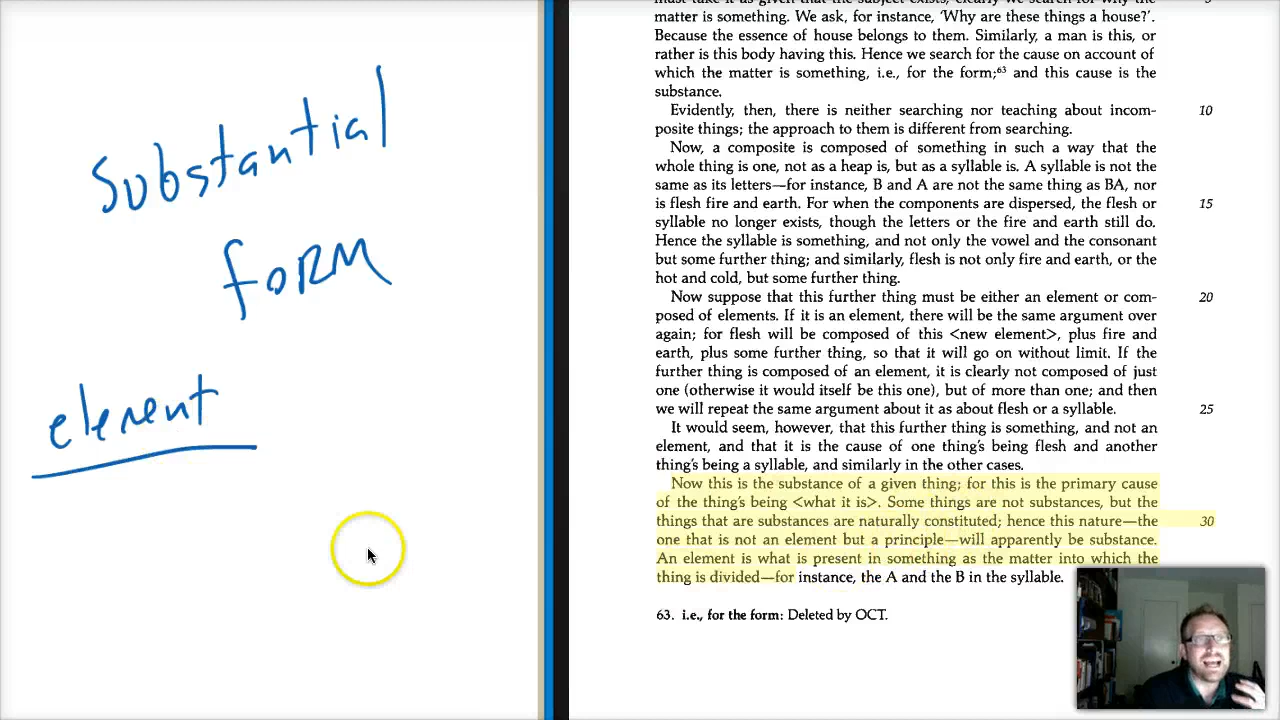 Substantial
form
element
matter is something. We ask, for instance, 'Why are these things a house?'.
Because the essence of house belongs to them. Similarly, a man is this, or
rather is this body having this. Hence we search for the cause on account of
which the matter is something, i.e., for the form;⁶³ and this cause is the
substance.
Evidently, then, there is neither searching nor teaching about incom- 10
posite things; the approach to them is different from searching.
Now, a composite is composed of something in such a way that the
whole thing is one, not as a heap is, but as a syllable is. A syllable is not the
same as its letters—for instance, B and A are not the same thing as BA, nor
is flesh fire and earth. For when the components are dispersed, the flesh or 15
syllable no longer exists, though the letters or the fire and earth still do.
Hence the syllable is something, and not only the vowel and the consonant
but some further thing; and similarly, flesh is not only fire and earth, or the
hot and cold, but some further thing.
Now suppose that this further thing must be either an element or com- 20
posed of elements. If it is an element, there will be the same argument over
again; for flesh will be composed of this <new element>, plus fire and
earth, plus some further thing, so that it will go on without limit. If the
further thing is composed of an element, it is clearly not composed of just
one (otherwise it would itself be this one), but of more than one; and then
we will repeat the same argument about it as about flesh or a syllable. 25
It would seem, however, that this further thing is something, and not an
element, and that it is the cause of one thing's being flesh and another
thing's being a syllable, and similarly in the other cases.
Now this is the substance of a given thing; for this is the primary cause
of the thing's being <what it is>. Some things are not substances, but the
things that are substances are naturally constituted; hence this nature—the 30
one that is not an element but a principle—will apparently be substance.
An element is what is present in something as the matter into which the
thing is divided—for instance, the A and the B in the syllable.
63. i.e., for the form: Deleted by OCT.